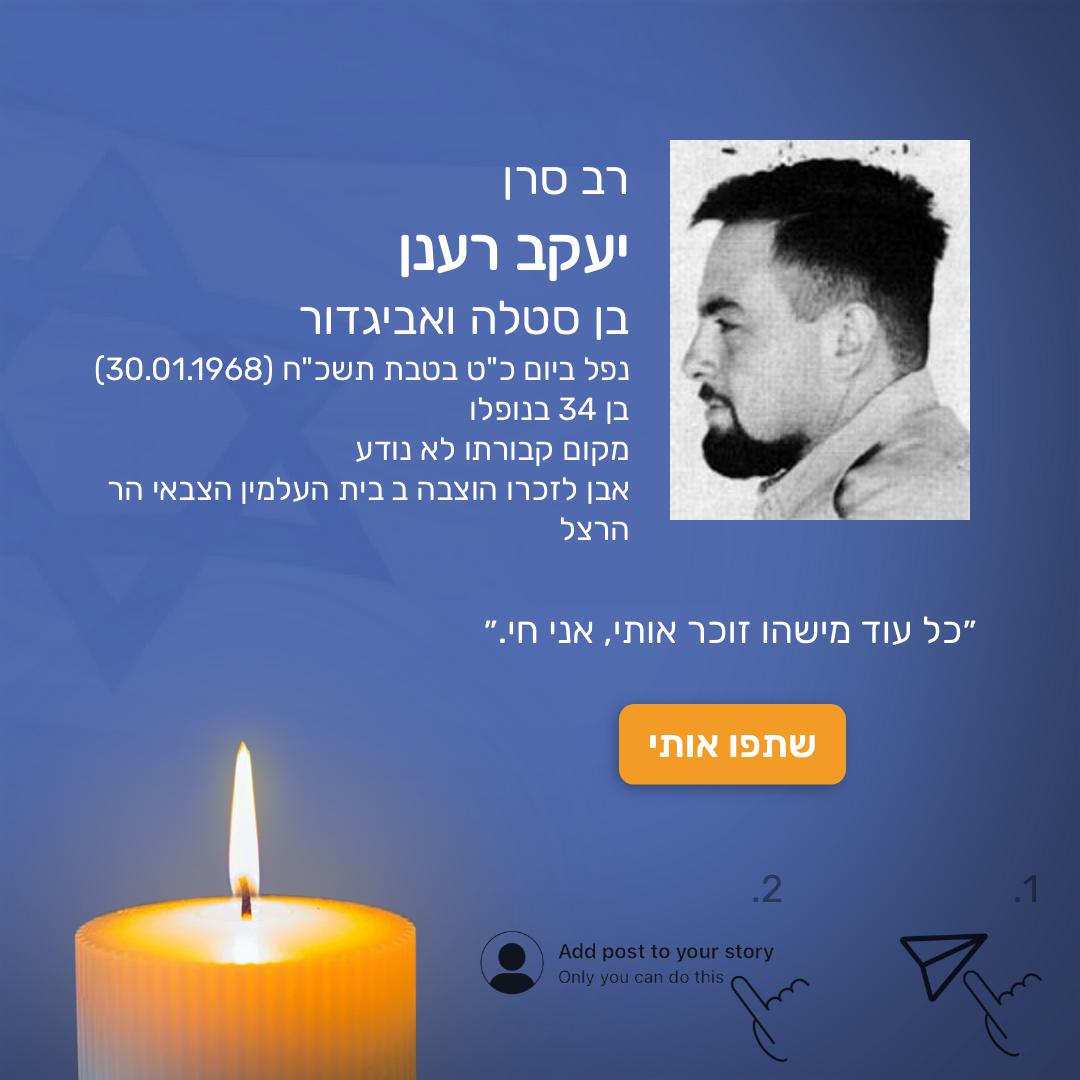 רב סרן
יעקב רענן
בן סטלה ואביגדור
נפל ביום כ"ט בטבת תשכ"ח (30.01.1968)
בן 34 בנופלו
מקום קבורתו לא נודע
אבן לזכרו הוצבה ב בית העלמין הצבאי הר
הרצל
״כל עוד מישהו זוכר אותי, אני חי.״
שתפו אותי
1.
2.
Add post to your story
Only you can do this